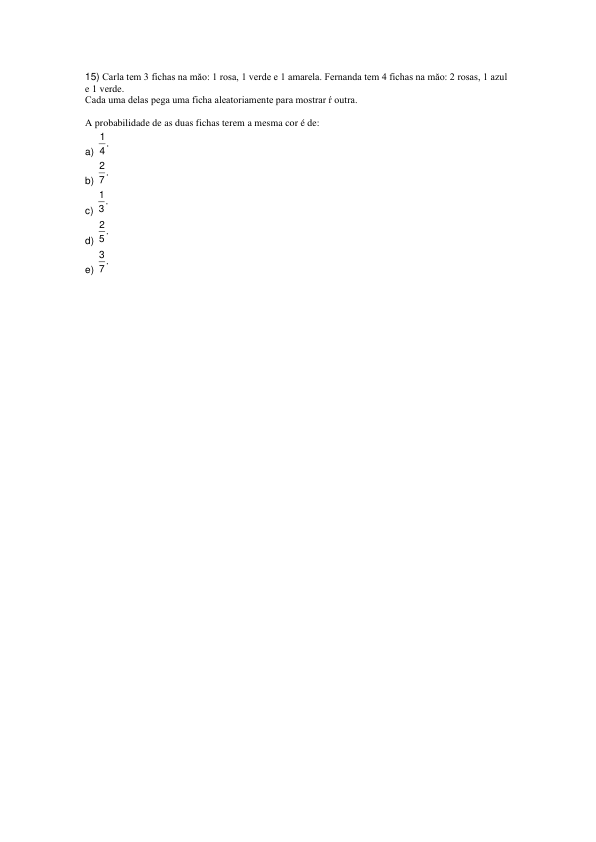 15) Carla tem 3 fichas na mão: 1 rosa, 1 verde e 1 amarela. Fernanda tem 4 fichas na mão: 2 rosas, 1 azul
e 1 verde.
Cada uma delas pega uma ficha aleatoriamente para mostrar ŕ outra.
A probabilidade de as duas fichas terem a mesma cor é de:
a) 1/4.
b) 2/7.
c) 1/3.
d) 2/5.
e) 3/7.